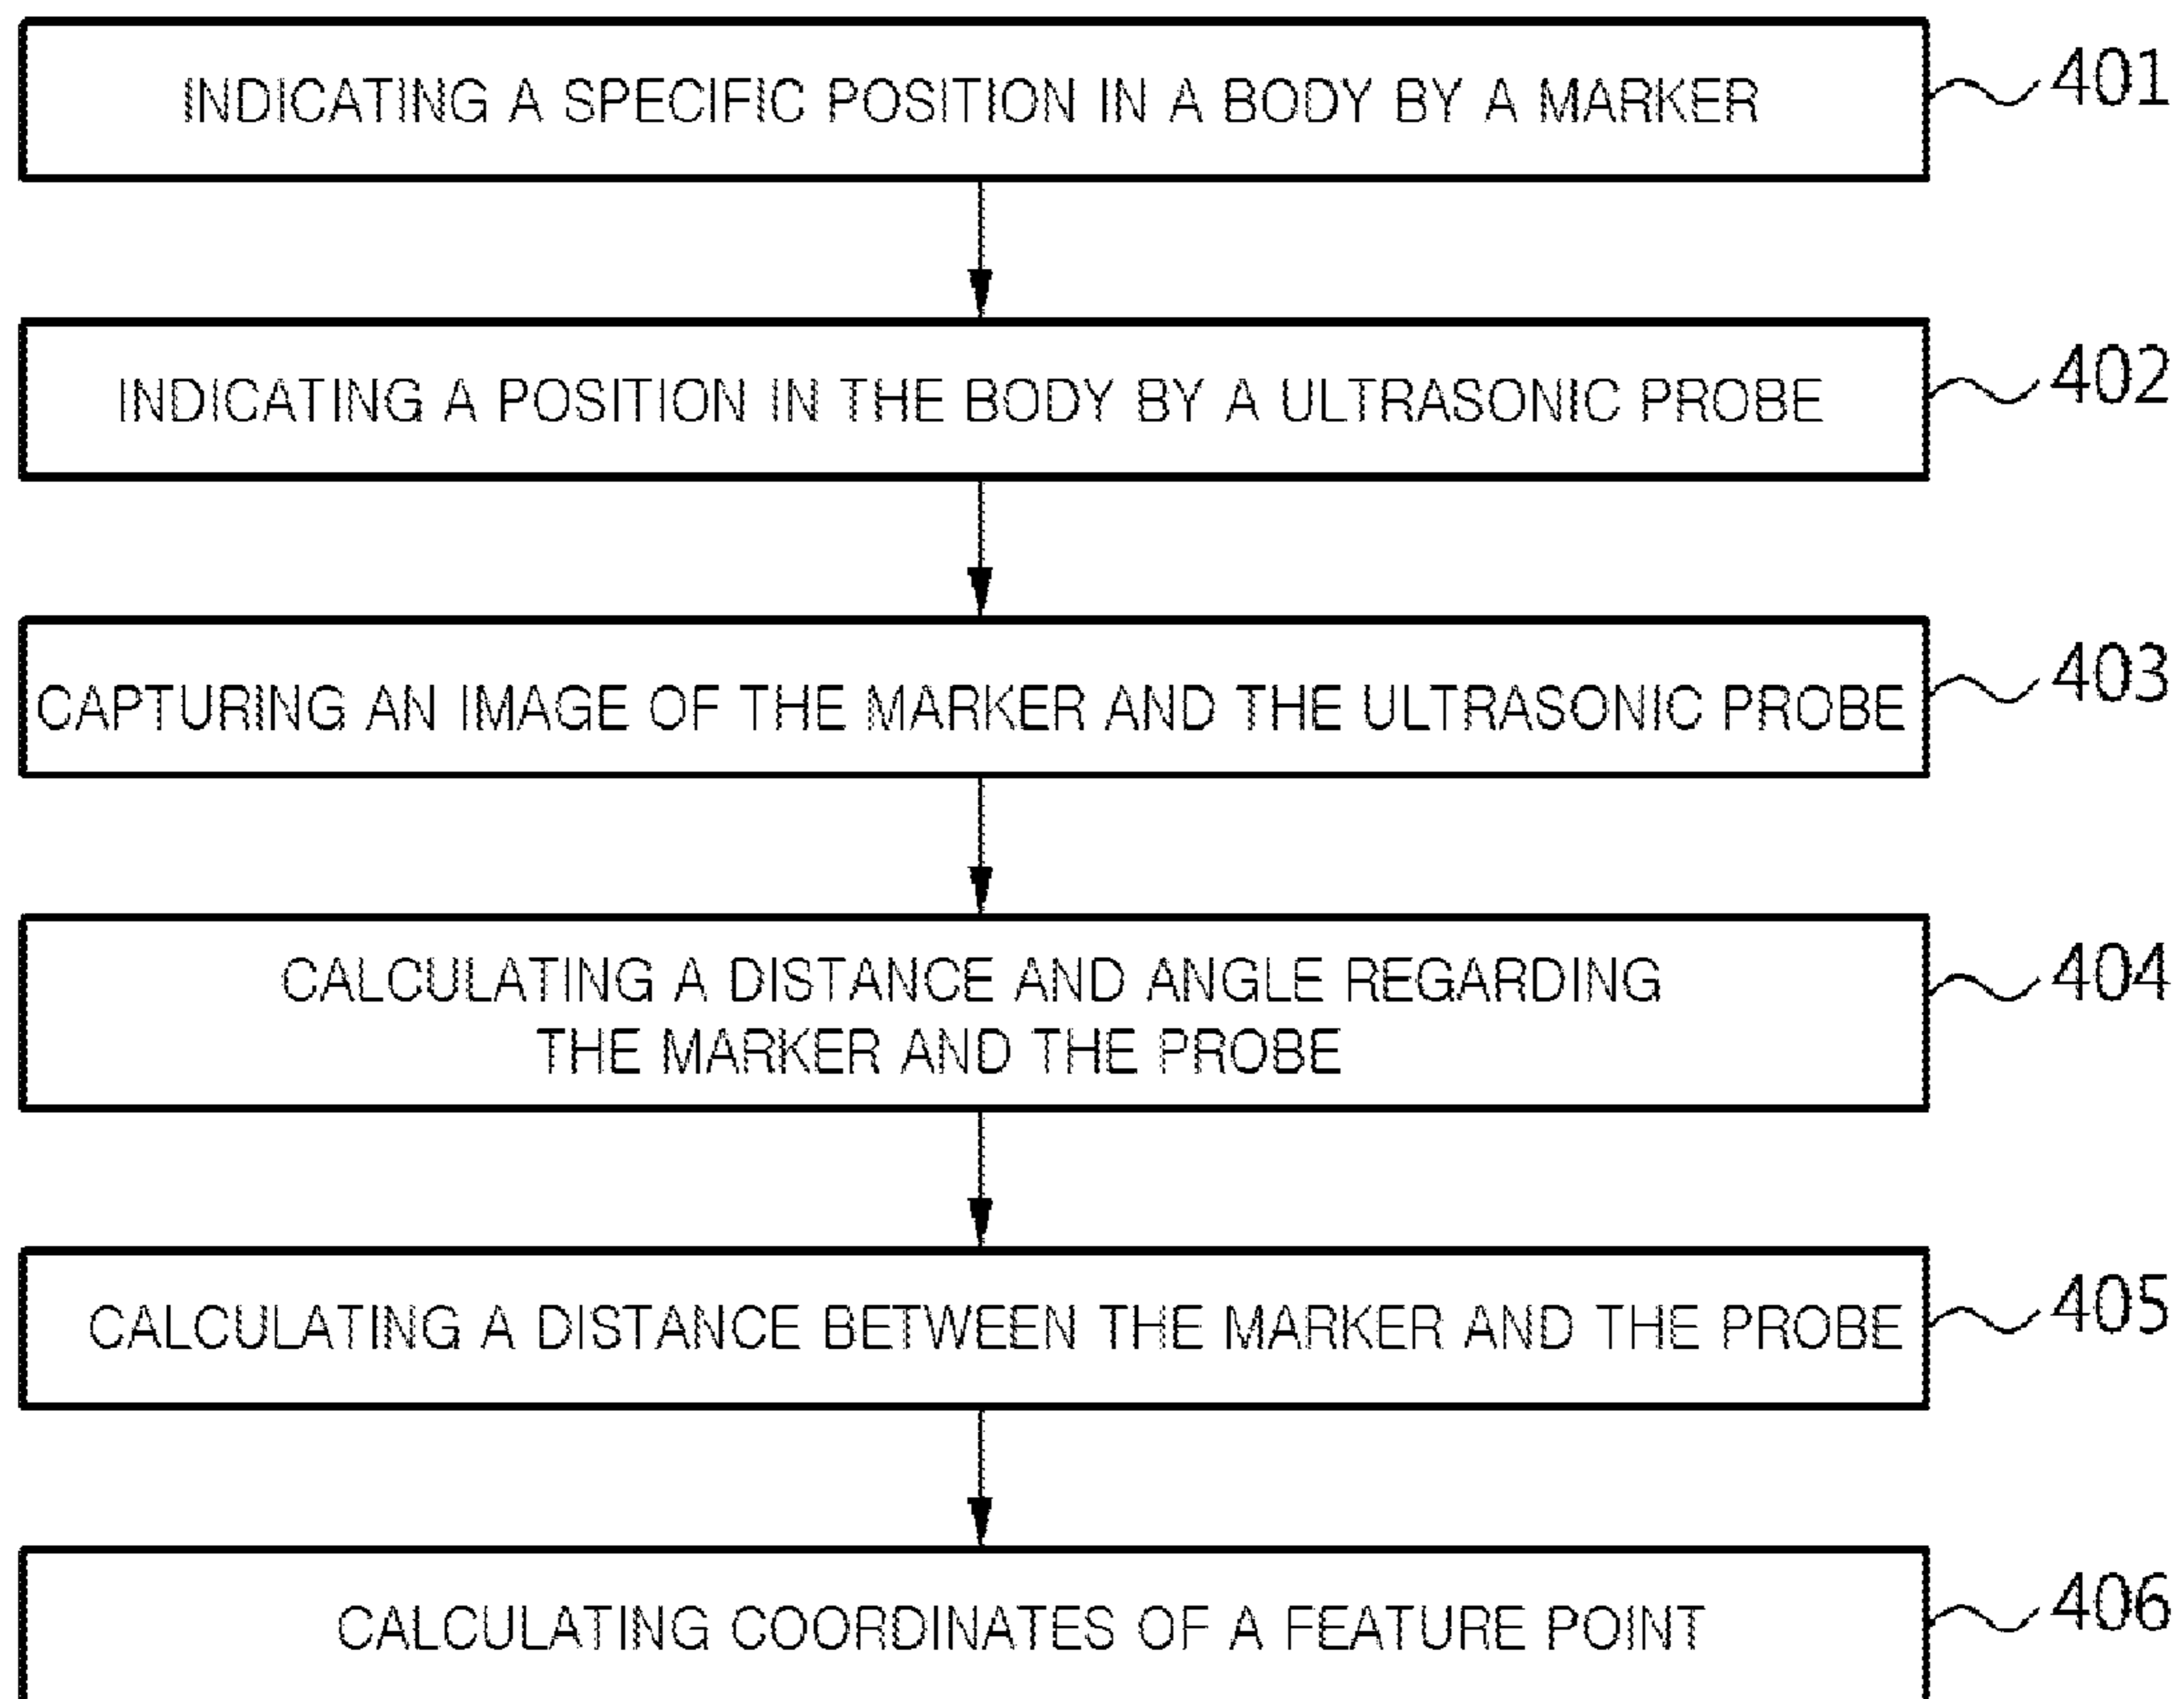 INDICATING A SPECIFIC POSITION IN A BODY BY A MARKER
401
INDICATING A POSITION IN THE BODY BY A ULTRASONIC PROBE
402
CAPTURING AN IMAGE OF THE MARKER AND THE ULTRASONIC PROBE
403
CALCULATING A DISTANCE AND ANGLE REGARDING
THE MARKER AND THE PROBE
404
CALCULATING A DISTANCE BETWEEN THE MARKER AND THE PROBE
405
CALCULATING COORDINATES OF A FEATURE POINT
406